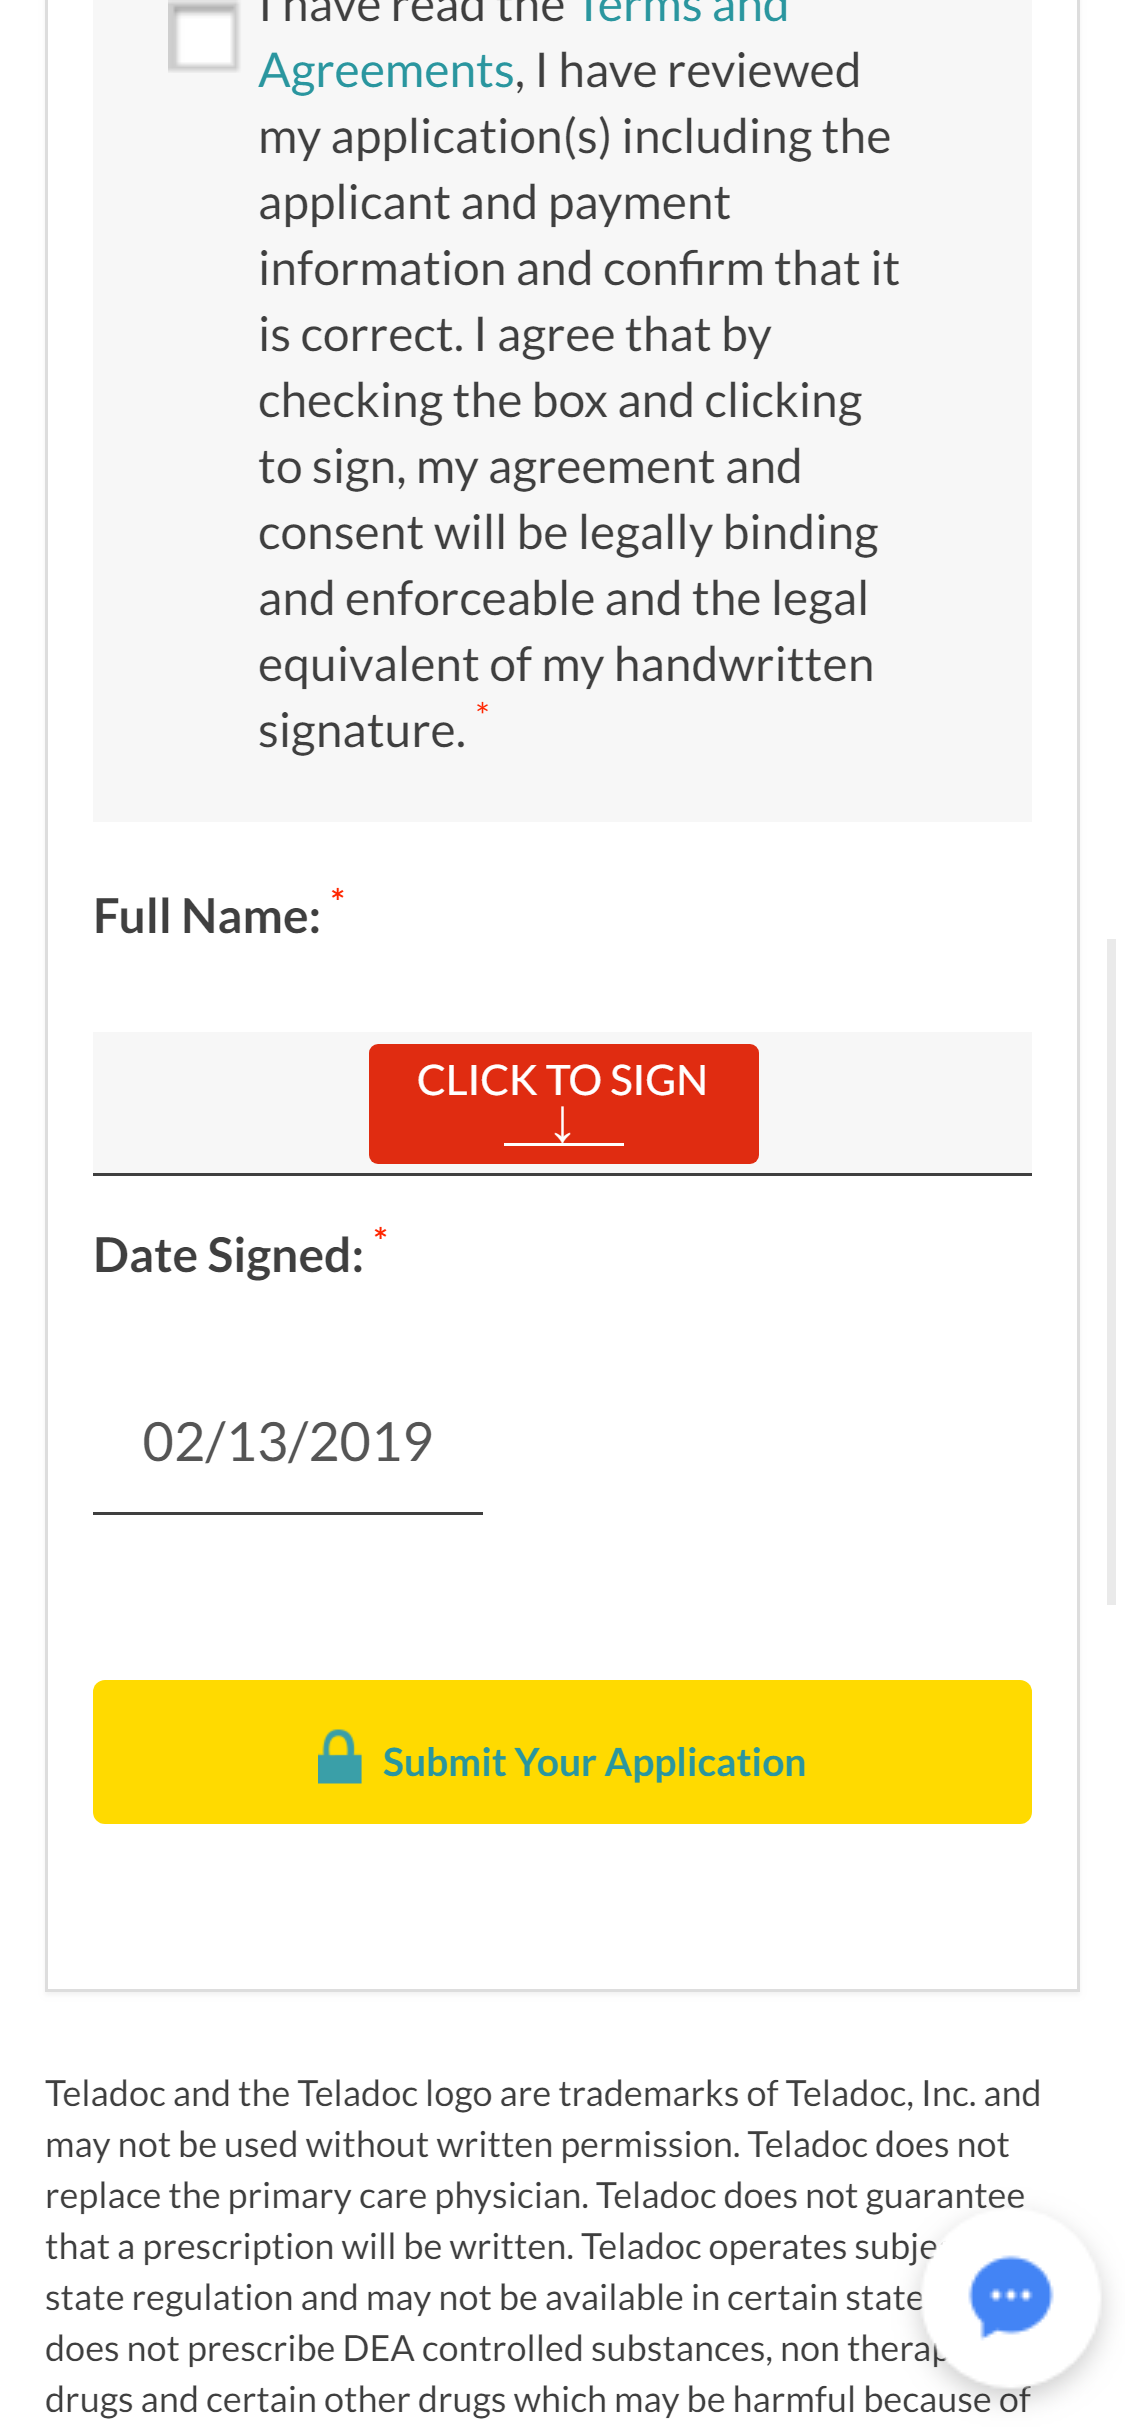 I have read the Terms and
Agreements, I have reviewed
my application(s) including the
applicant and payment
information and confirm that it
is correct. I agree that by
checking the box and clicking
to sign, my agreement and
consent will be legally binding
and enforceable and the legal
equivalent of my handwritten
signature. *
Full Name: *
CLICK TO SIGN
↓
Date Signed: *
02/13/2019
Submit Your Application
Teladoc and the Teladoc logo are trademarks of Teladoc, Inc. and
may not be used without written permission. Teladoc does not
replace the primary care physician. Teladoc does not guarantee
that a prescription will be written. Teladoc operates
state regulation and may not be available in certain
does not prescribe DEA controlled substances, non
drugs and certain other drugs which may be harmful because of